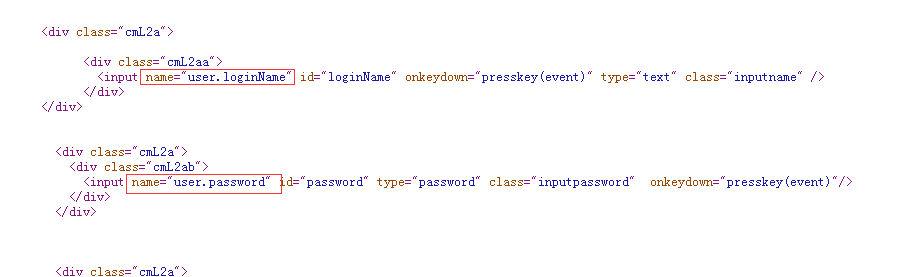 <div class="cmL2a">
<div class="cmL2aa">
<input name="user.loginName" id="loginName" onkeydown="presskey(event)" type="text" class="inputname" />
</div>
</div>
<div class="cmL2a">
<div class="cmL2ab">
<input name="user.password" id="password" type="password" class="inputpassword"  onkeydown="presskey(event)"/>
</div>
</div>
<div class="cmL2a">